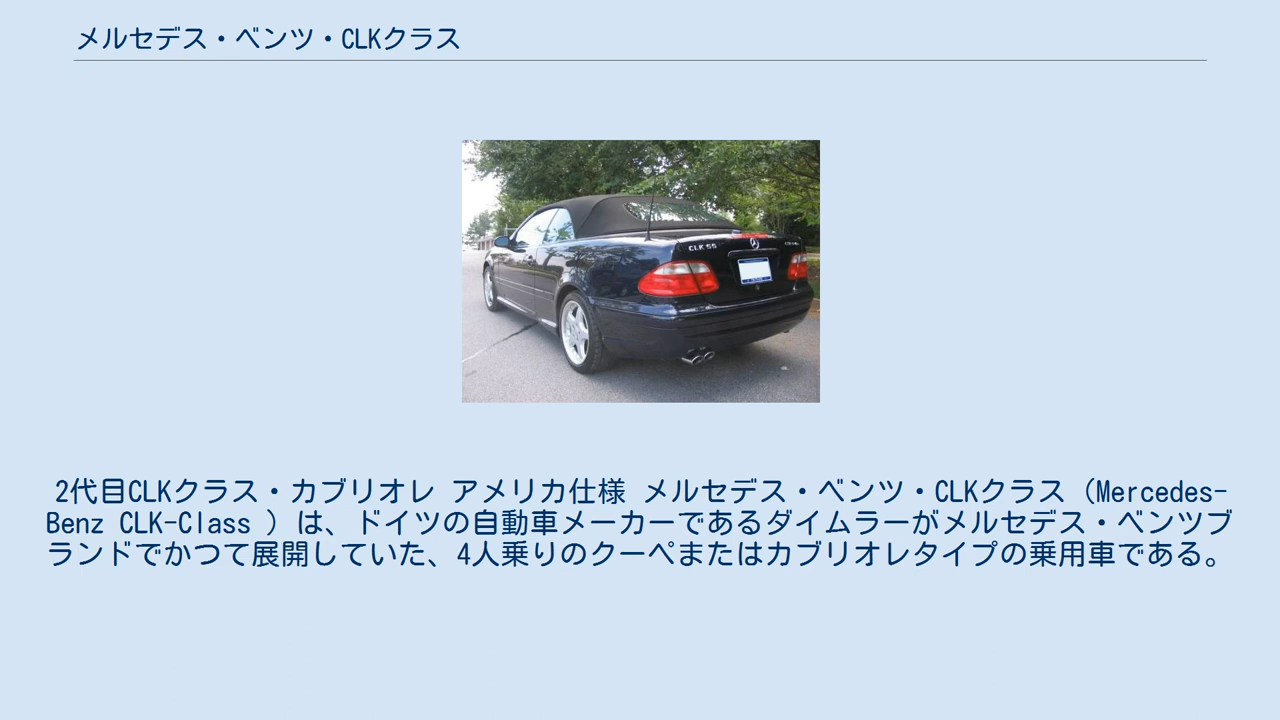 メルセデス・ベンツ・CLKクラス
CLK 55
2代目CLKクラス・カブリオレ アメリカ仕様 メルセデス・ベンツ・CLKクラス (Mercedes-
Benz CLK-Class ) は、ドイツの自動車メーカーであるダイムラーがメルセデス・ベンツブ
ランドでかつて展開していた、4人乗りのクーペまたはカブリオレタイプの乗用車である。